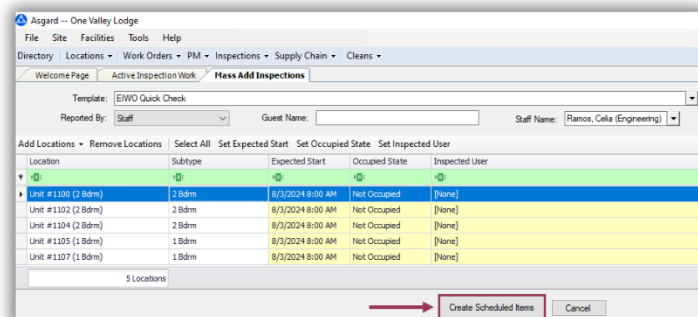 Asgard -- One Valley Lodge
File Site Facilities Tools Help
Directory Locations Work Orders PM Inspections Supply Chain Cleans
Welcome Page Active Inspection Work Mass Add Inspections
Template: EIWO Quick Check
Reported By: Staff Guest Name: Staff Name: Ramos, Celia (Engineering)
Add Locations Remove Locations Select All Set Expected Start Set Occupied State Set Inspected User
Location Subtype Expected Start Occupied State Inspected User
Unit #1100 (2 Bdrm) 2 Bdrm 8/3/2024 8:00 AM Not Occupied [None]
Unit #1102 (2 Bdrm) 2 Bdrm 8/3/2024 8:00 AM Not Occupied [None]
Unit #1104 (2 Bdrm) 2 Bdrm 8/3/2024 8:00 AM Not Occupied [None]
Unit #1105 (1 Bdrm) 1 Bdrm 8/3/2024 8:00 AM Not Occupied [None]
Unit #1107 (1 Bdrm) 1 Bdrm 8/3/2024 8:00 AM Not Occupied [None]
5 Locations
Create Scheduled Items Cancel